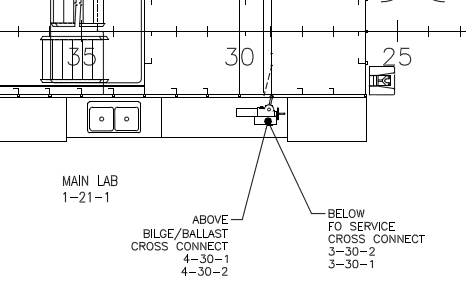 35
30
25
MAIN LAB
1-21-1
ABOVE
BILGE/BALLAST
CROSS CONNECT
4-30-1
4-30-2
BELOW
FO SERVICE
CROSS CONNECT
3-30-2
3-30-1